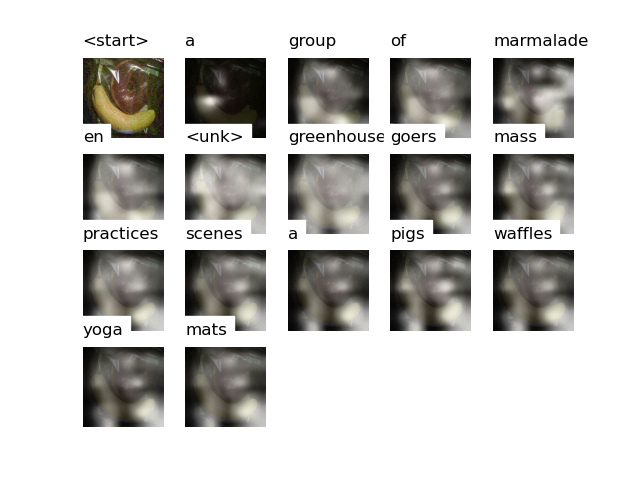 <start> a group of marmalade
en <unk> greenhouse goers mass
practices scenes a pigs waffles
yoga mats